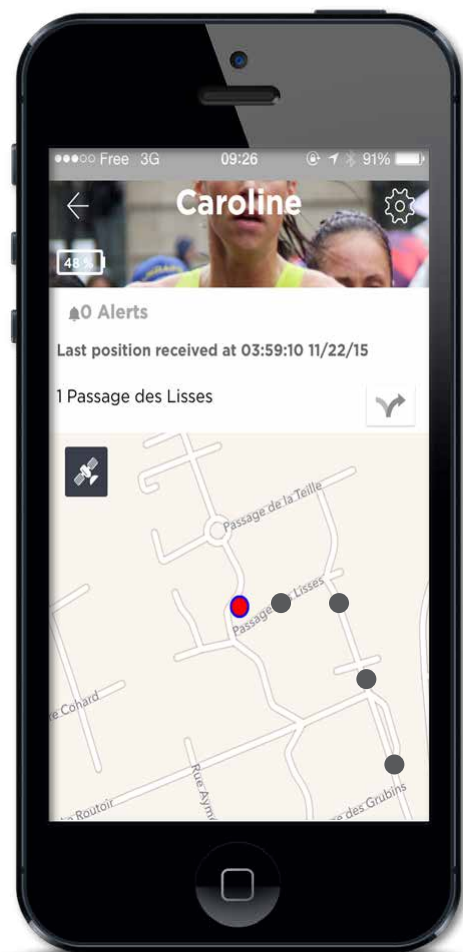 Free 3G 09:26 91%
Caroline
48 %
0 Alerts
Last position received at 03:59:10 11/22/15
1 Passage des Lisses
Passage de la Teille
Passage Lisses
re Cohard
Routoir
Rue Aym
e des Grubins